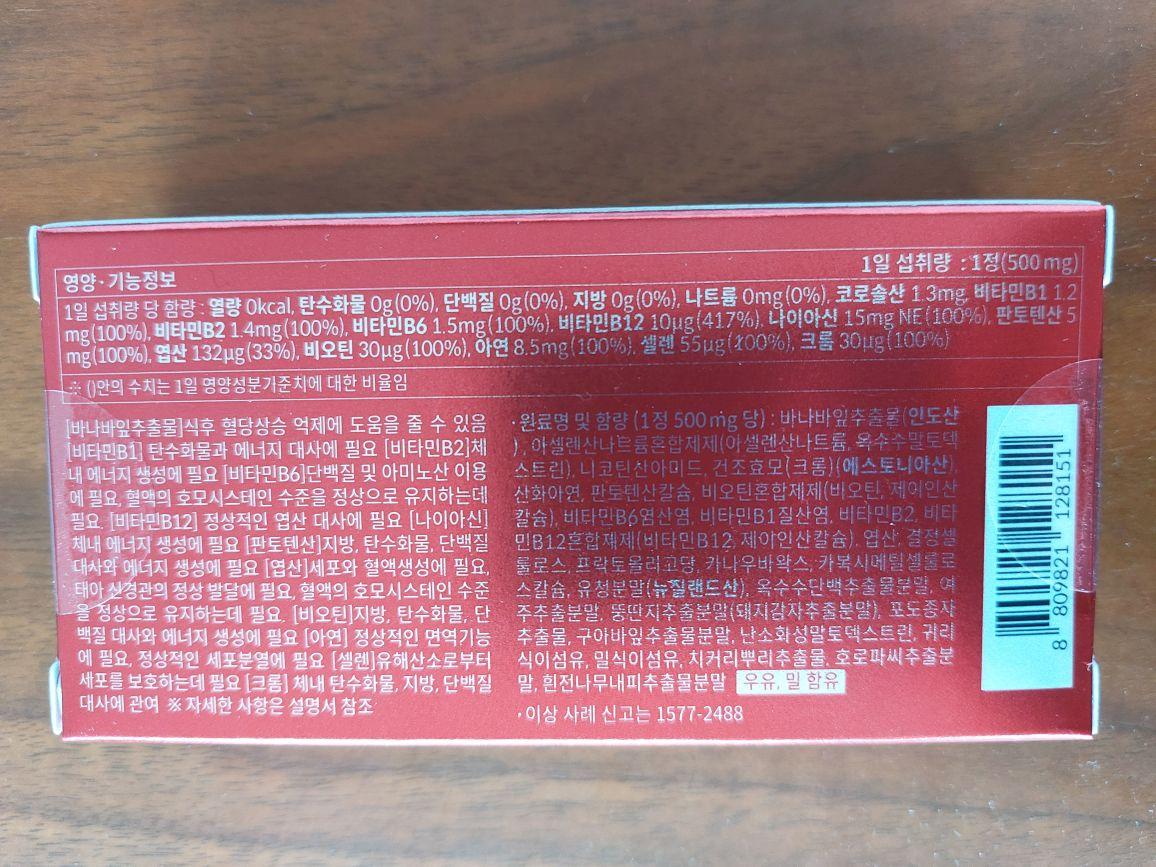 영양·기능정보
1일 섭취량 : 1정(500mg)
1일 섭취량 당 함량 : 열량 0kcal, 탄수화물 0g(0%), 단백질 0g(0%), 지방 0g(0%), 나트륨 0mg(0%), 코로솔산 1.3mg, 비타민B1 1.2
mg(100%), 비타민B2 1.4mg(100%), 비타민B6 1.5mg(100%), 비타민B12 10μg(417%), 나이아신 15mg NE(100%), 판토텐산 5
mg(100%), 엽산 132μg(33%), 비오틴 30μg(100%), 아연 8.5mg(100%), 셀렌 55μg(100%), 크롬 30μg(100%)
※ ()안의 수치는 1일 영양성분기준치에 대한 비율임
[바나바잎추출물]식후 혈당상승 억제에 도움을 줄 수 있음
[비타민B1] 탄수화물과 에너지 대사에 필요 [비타민B2]체
내 에너지 생성에 필요 [비타민B6]단백질 및 아미노산 이용
에 필요, 혈액의 호모시스테인 수준을 정상으로 유지하는데
필요. [비타민B12] 정상적인 엽산 대사에 필요 [나이아신]
체내 에너지 생성에 필요 [판토텐산]지방, 탄수화물, 단백질
대사와 에너지 생성에 필요 [엽산]세포와 혈액생성에 필요,
태아 신경관의 정상 발달에 필요, 혈액의 호모시스테인 수준
을 정상으로 유지하는데 필요. [비오틴]지방, 탄수화물, 단
백질 대사와 에너지 생성에 필요 [아연] 정상적인 면역기능
에 필요, 정상적인 세포분열에 필요 [셀렌]유해산소로부터
세포를 보호하는데 필요 [크롬] 체내 탄수화물, 지방, 단백질
대사에 관여 ※ 자세한 사항은 설명서 참조
·원료명 및 함량 (1정 500mg 당) : 바나바잎추출물(인도산
), 아셀렌산나트륨혼합제제(아셀렌산나트륨, 옥수수말토덱
스트린), 니코틴산아미드, 건조효모(크롬)(에스토니아산),
산화아연, 판토텐산칼슘, 비오틴혼합제제(비오틴, 제이인산
칼슘), 비타민B6염산염, 비타민B1질산염, 비타민B2, 비타
민B12혼합제제(비타민B12, 제이인산칼슘), 엽산, 결정셀
룰로스, 프락토올리고당, 카나우바왁스, 카복시메틸셀룰로
스칼슘, 유청분말(뉴질랜드산), 옥수수단백추출물분말, 여
주추출분말, 뚱딴지추출분말(돼지감자추출분말), 포도종자
추출물, 구아바잎추출물분말, 난소화성말토덱스트린, 귀리
식이섬유, 밀식이섬유, 치커리뿌리추출물, 호로파씨추출분
말, 흰전나무내피추출물분말 우유, 밀 함유
·이상 사례 신고는 1577-2488
8 809821 128151